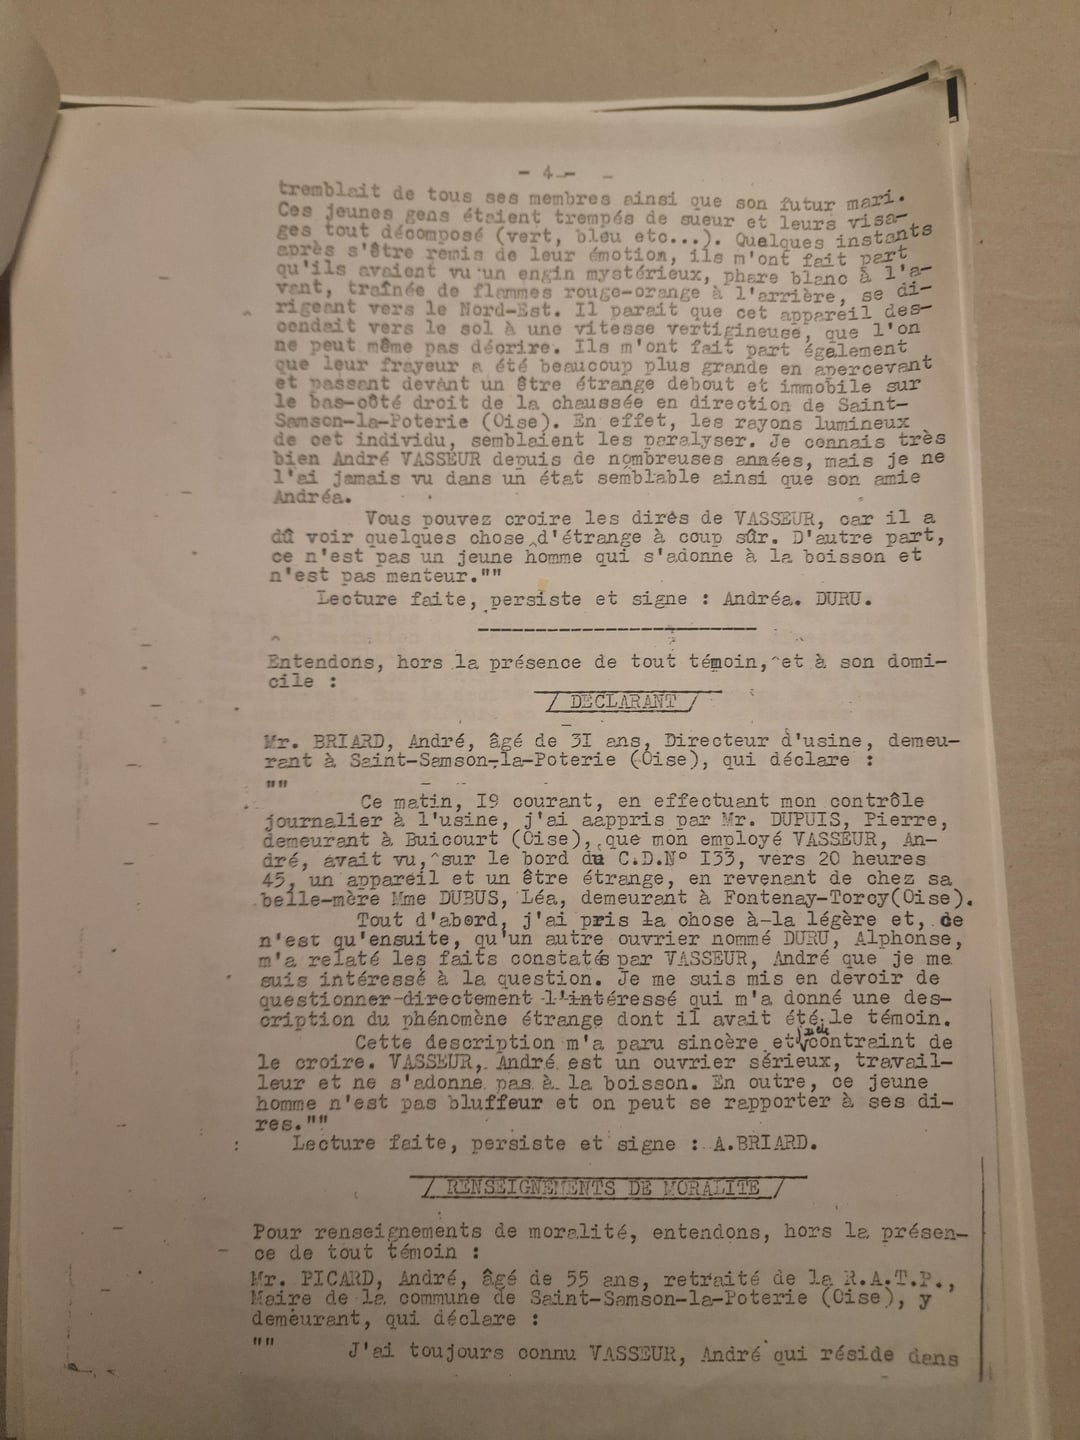 - 4 -
tremblait de tous ses membres ainsi que son futur mari.
Ces jeunes gens étaient trempés de sueur et leurs visa-
ges tout décomposé (vert, bleu etc...). Quelques instants
après s'être remis de leur émotion, ils m'ont fait part
qu'ils avaient vu un engin mystérieux, phare blanc à l'a-
vant, traînée de flammes rouge-orange à l'arrière, se di-
rigeant vers le Nord-Est. Il parait que cet appareil des-
cendait vers le sol à une vitesse vertigineuse, que l'on
ne peut même pas décrire. Ils m'ont fait part également
que leur frayeur a été beaucoup plus grande en apercevant
et passant devant un être étrange debout et immobile sur
le bas-côté droit de la chaussée en direction de Saint-
Samson-la-Poterie (Oise). En effet, les rayons lumineux
de cet individu, semblaient les paralyser. Je connais très
bien André VASSEUR depuis de nombreuses années, mais je ne
l'ai jamais vu dans un état semblable ainsi que son amie
Andréa.
Vous pouvez croire les dirès de VASSEUR, car il a
dû voir quelques chose d'étrange à coup sûr. D'autre part,
ce n'est pas un jeune homme qui s'adonne à la boisson et
n'est pas menteur.""
Lecture faite, persiste et signe : Andréa. DURU.
Entendons, hors la présence de tout témoin, et à son domi-
cile :
/ DECLARANT /
Mr. BRIARD, André, âgé de 3I ans, Directeur d'usine, demeu-
rant à Saint-Samson-la-Poterie (Oise), qui déclare :
""
Ce matin, I9 courant, en effectuant mon contrôle
journalier à l'usine, j'ai aappris par Mr. DUPUIS, Pierre,
demeurant à Buicourt (Oise), que mon employé VASSEUR, An-
dré, avait vu, sur le bord du C.D.N° I33, vers 20 heures
45, un appareil et un être étrange, en revenant de chez sa
belle-mère Mme DUBUS, Léa, demeurant à Fontenay-Torcy(Oise).
Tout d'abord, j'ai pris la chose à-la légère et, ce
n'est qu'ensuite, qu'un autre ouvrier nommé DURU, Alphonse,
m'a relaté les faits constatés par VASSEUR, André que je me
suis intéressé à la question. Je me suis mis en devoir de
questionner directement l'intéressé qui m'a donné une des-
cription du phénomène étrange dont il avait été le témoin.
Cette description m'a paru sincère et contraint de
le croire. VASSEUR, André est un ouvrier sérieux, travail-
leur et ne s'adonne pas à la boisson. En outre, ce jeune
homme n'est pas bluffeur et on peut se rapporter à ses di-
res.""
Lecture faite, persiste et signe : A.BRIARD.
/ RENSEIGNEMENTS DE MORALITE /
Pour renseignements de moralité, entendons, hors la présen-
ce de tout témoin :
Mr. PICARD, André, âgé de 55 ans, retraité de la R.A.T.P.,
Maire de la commune de Saint-Samson-la-Poterie (Oise), y
demeurant, qui déclare :
""
J'ai toujours connu VASSEUR, André qui réside dans